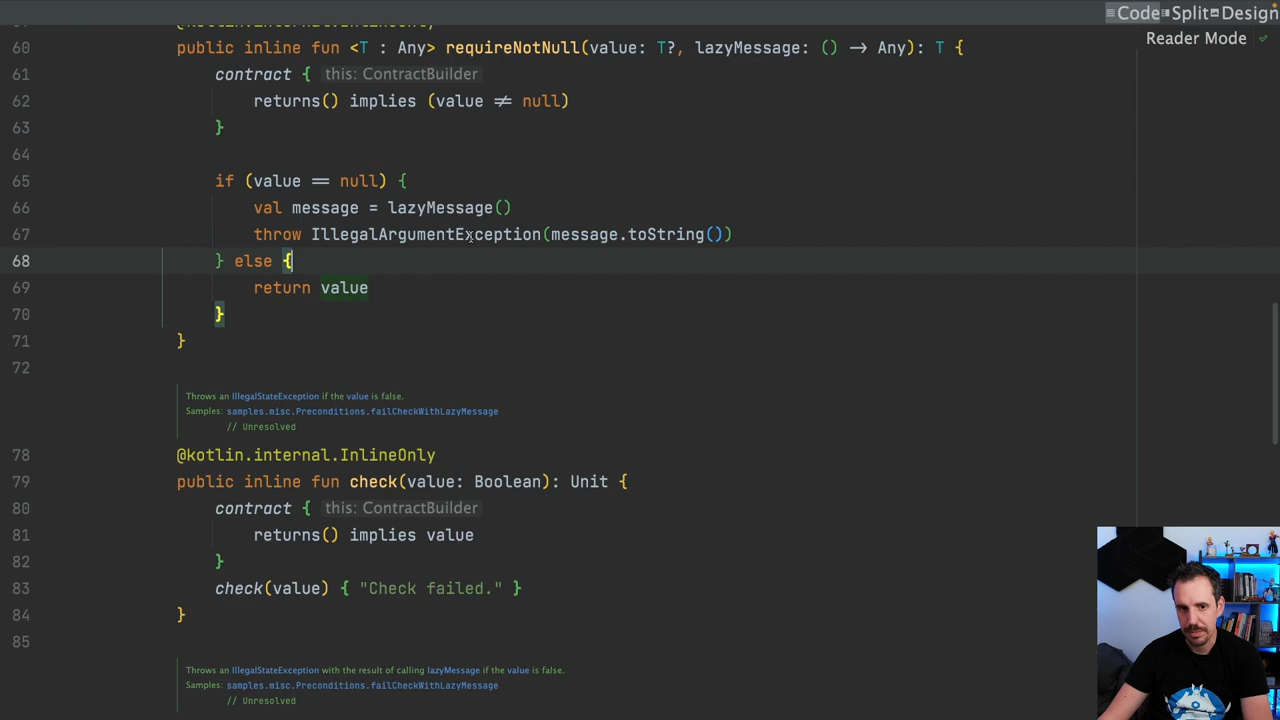 Code Split Design
Reader Mode
@kotlin.internal.InlineOnly
60 public inline fun <T : Any> requireNotNull(value: T?, lazyMessage: () -> Any): T {
61 contract { this: ContractBuilder
62 returns() implies (value != null)
63 }
64
65 if (value == null) {
66 val message = lazyMessage()
67 throw IllegalArgumentException(message.toString())
68 } else {
69 return value
70 }
71 }
72
Throws an IllegalStateException if the value is false.
Samples: samples.misc.Preconditions.failCheckWithLazyMessage
// Unresolved
78 @kotlin.internal.InlineOnly
79 public inline fun check(value: Boolean): Unit {
80 contract { this: ContractBuilder
81 returns() implies value
82 }
83 check(value) { "Check failed." }
84 }
85
Throws an IllegalStateException with the result of calling lazyMessage if the value is false.
Samples: samples.misc.Preconditions.failCheckWithLazyMessage
// Unresolved